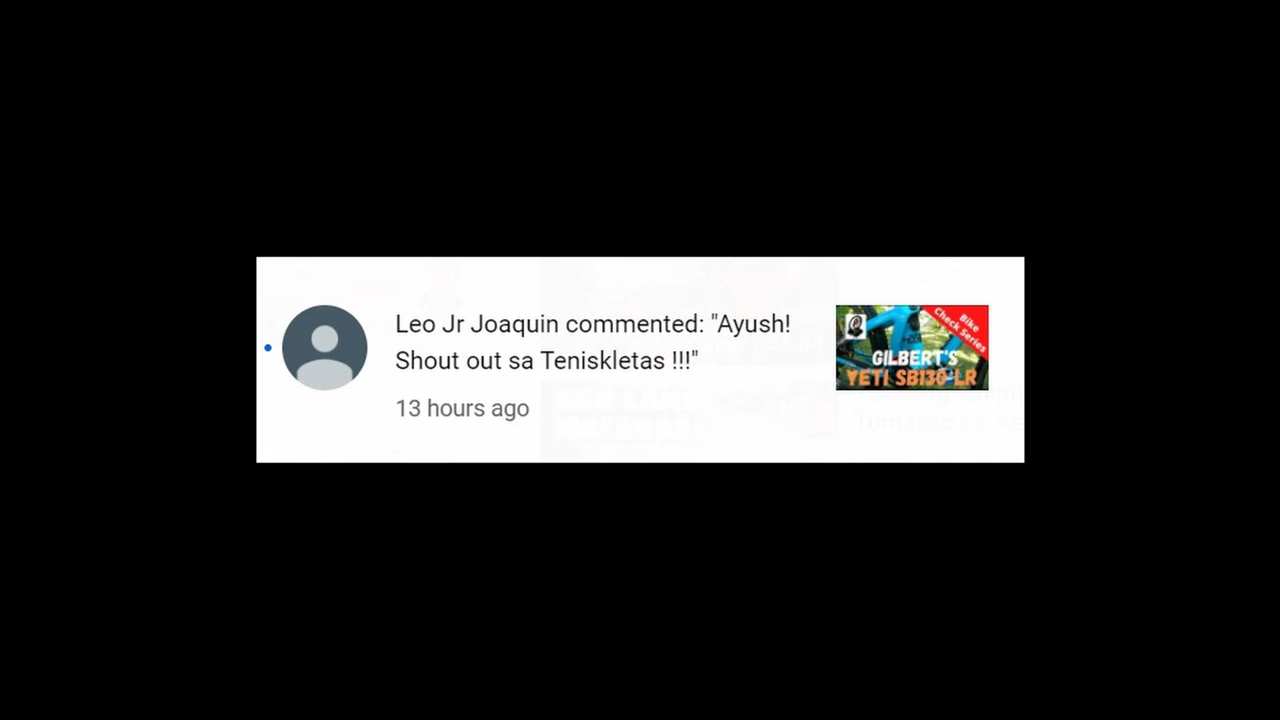 Leo Jr Joaquin commented: "Ayush!
Shout out sa Teniskletas !!!"
13 hours ago
Bike
Check Series
GILBERT'S
YETI SB130 LR